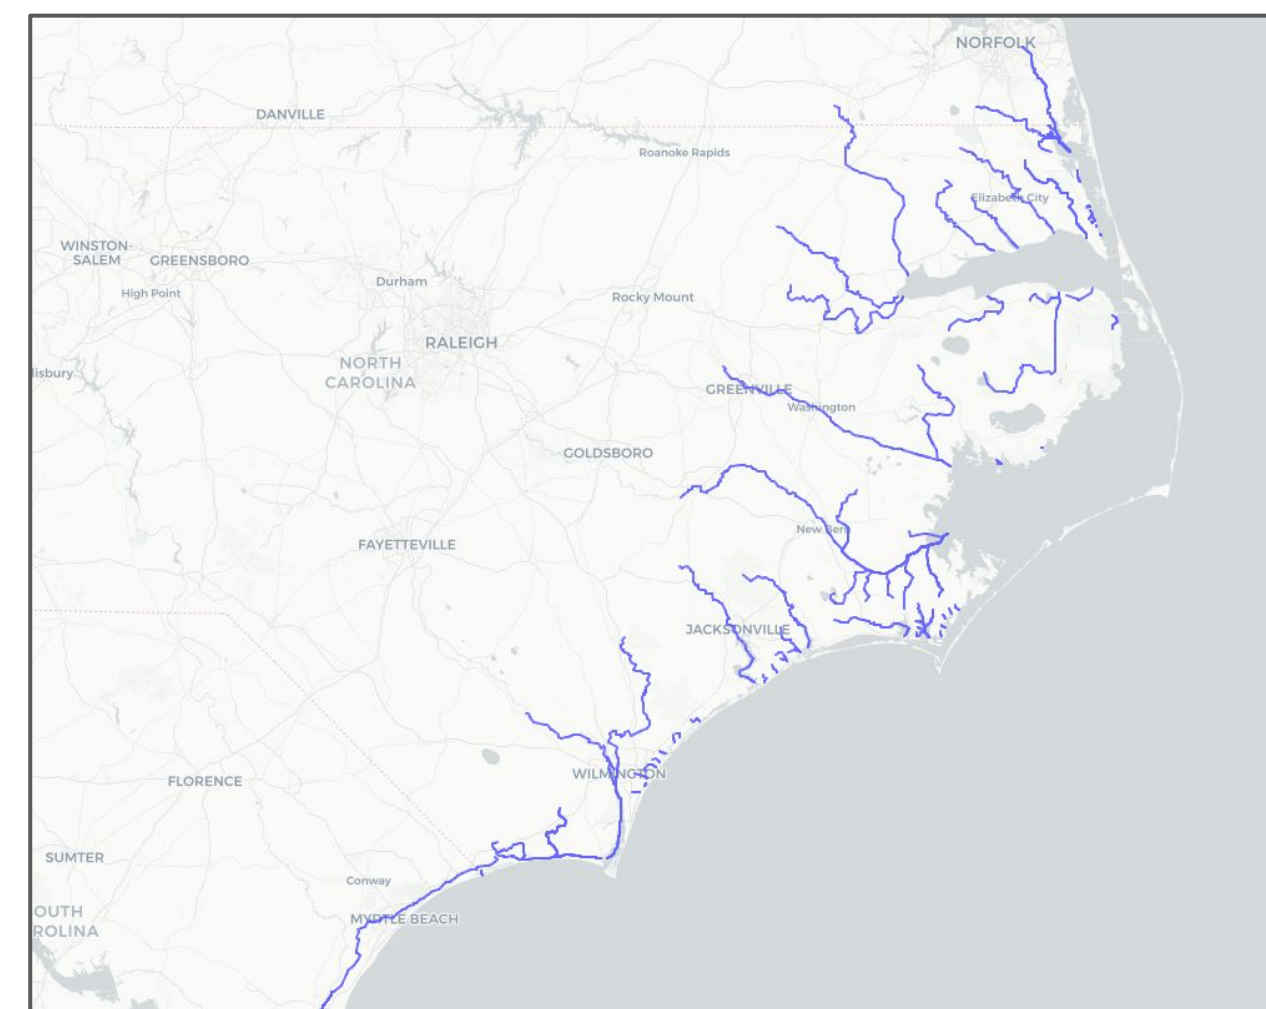 NORFOLK
DANVILLE
Roanoke Rapids
Elizabeth City
WINSTON-
SALEM
GREENSBORO
High Point
Durham
Rocky Mount
RALEIGH
NORTH
CAROLINA
lisbury
GREENVILLE
Washington
GOLDSBORO
New Bern
FAYETTEVILLE
JACKSONVILLE
WILMINGTON
FLORENCE
SUMTER
Conway
MYRTLE BEACH
OUTH
ROLINA